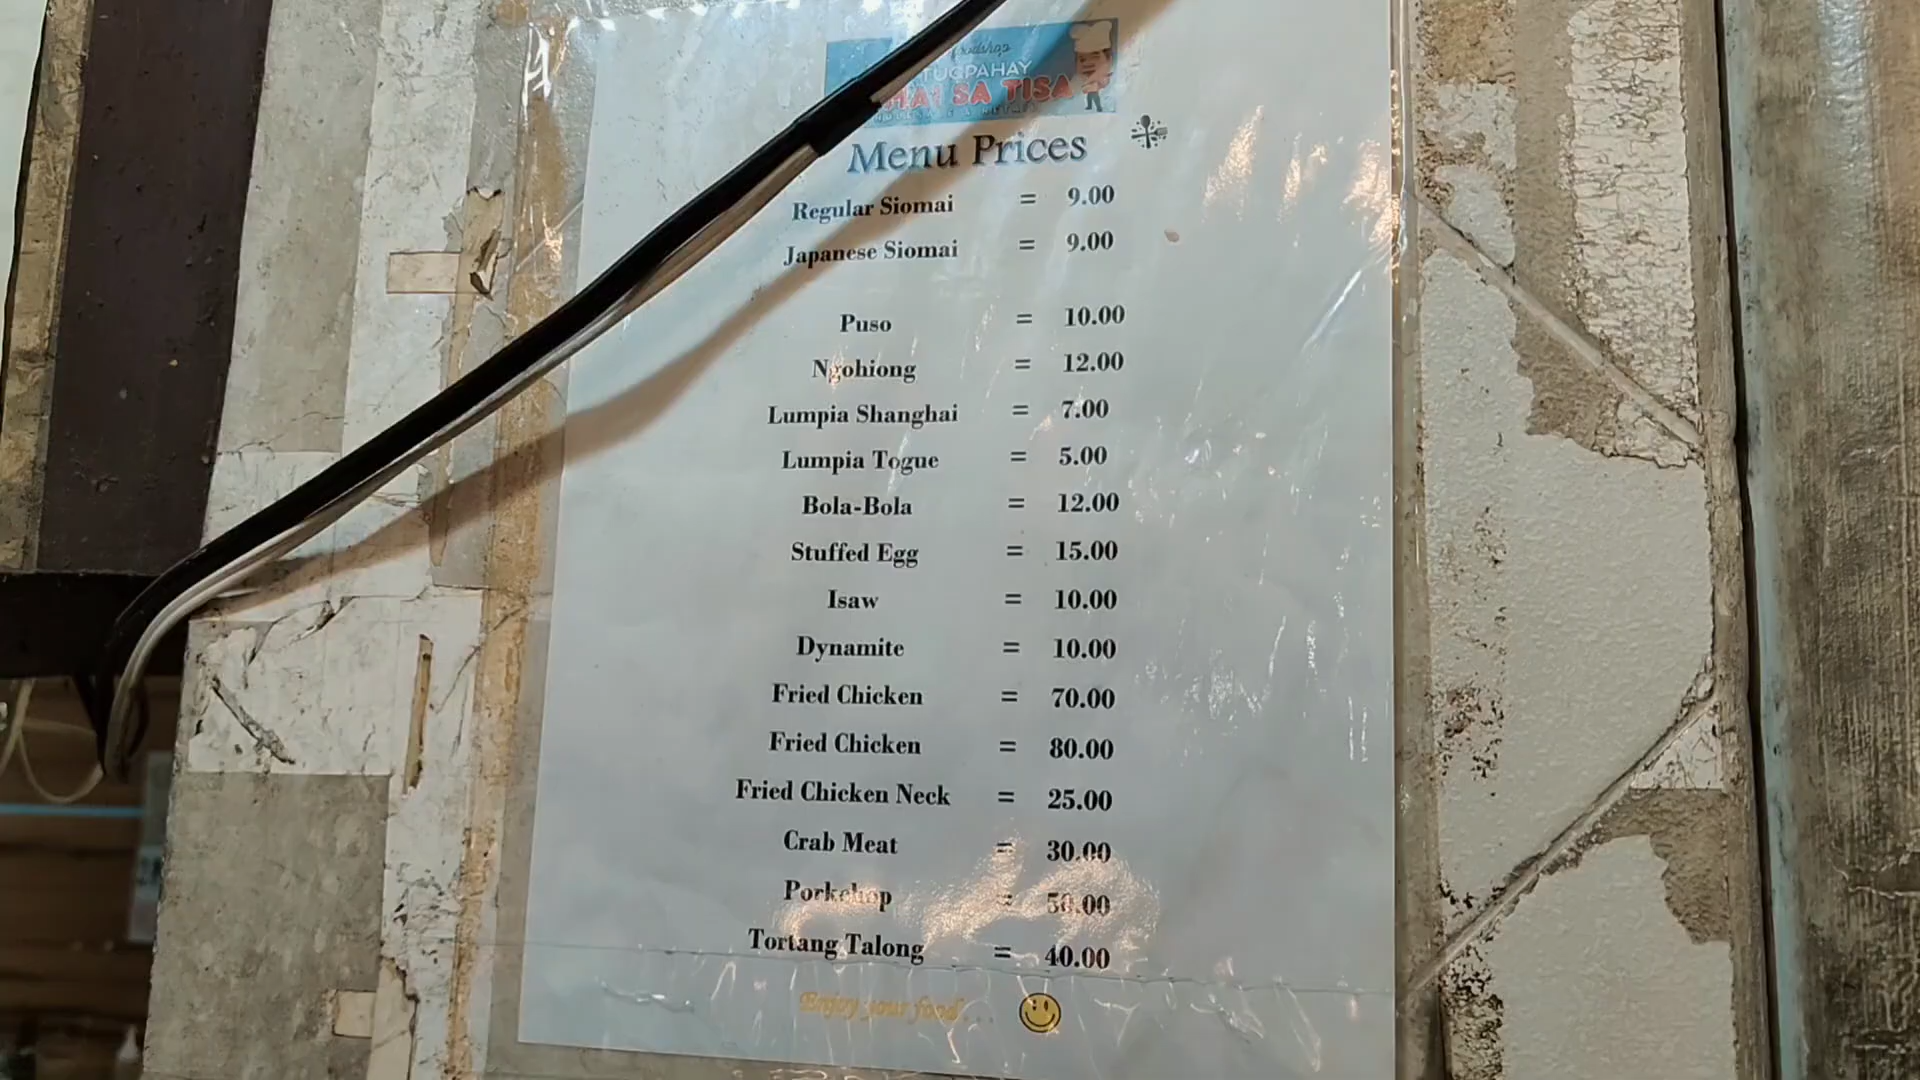 TUGPAHAY
SA TISA
Menu Prices
Regular Siomai = 9.00
Japanese Siomai = 9.00
Puso = 10.00
Ngohiong = 12.00
Lumpia Shanghai = 7.00
Lumpia Togue = 5.00
Bola-Bola = 12.00
Stuffed Egg = 15.00
Isaw = 10.00
Dynamite = 10.00
Fried Chicken = 70.00
Fried Chicken = 80.00
Fried Chicken Neck = 25.00
Crab Meat = 30.00
Porkchop = 50.00
Tortang Talong = 40.00
Enjoy your food . . .